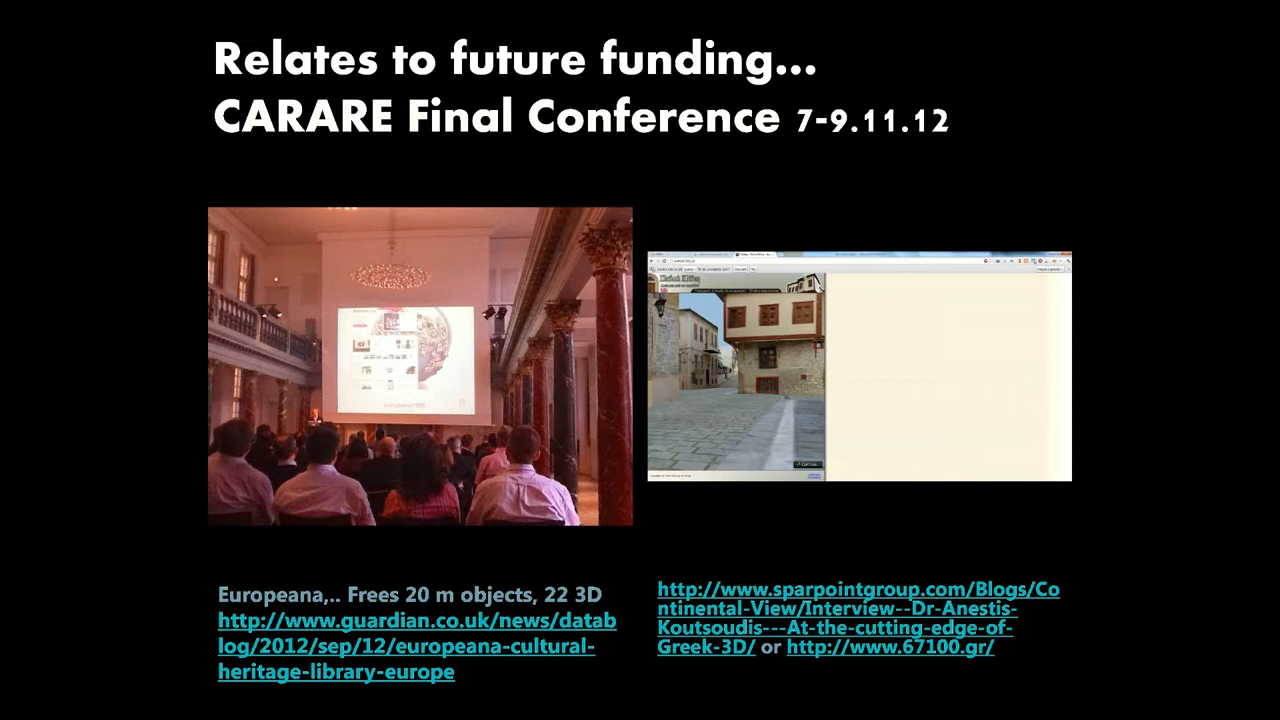 Relates to future funding...
CARARE Final Conference 7-9.11.12
Europeana,.. Frees 20 m objects, 22 3D
http://www.guardian.co.uk/news/datab
log/2012/sep/12/europeana-cultural-
heritage-library-europe
http://www.sparpointgroup.com/Blogs/Co
ntinental-View/Interview--Dr-Anestis-
Koutsoudis---At-the-cutting-edge-of-
Greek-3D/ or http://www.67100.gr/